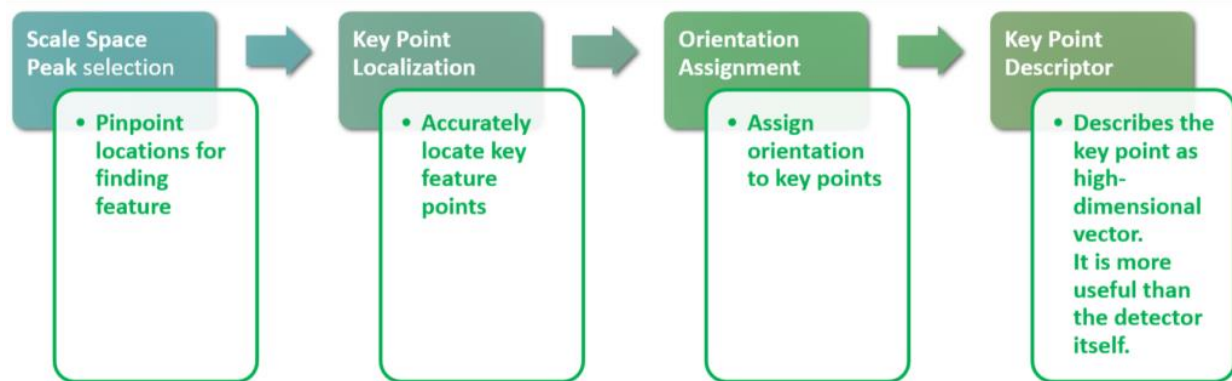 Scale Space
Peak selection
• Pinpoint
locations for
finding
feature
Key Point
Localization
• Accurately
locate key
feature
points
Orientation
Assignment
• Assign
orientation
to key points
Key Point
Descriptor
• Describes the
key point as
high-
dimensional
vector.
It is more
useful than
the detector
itself.